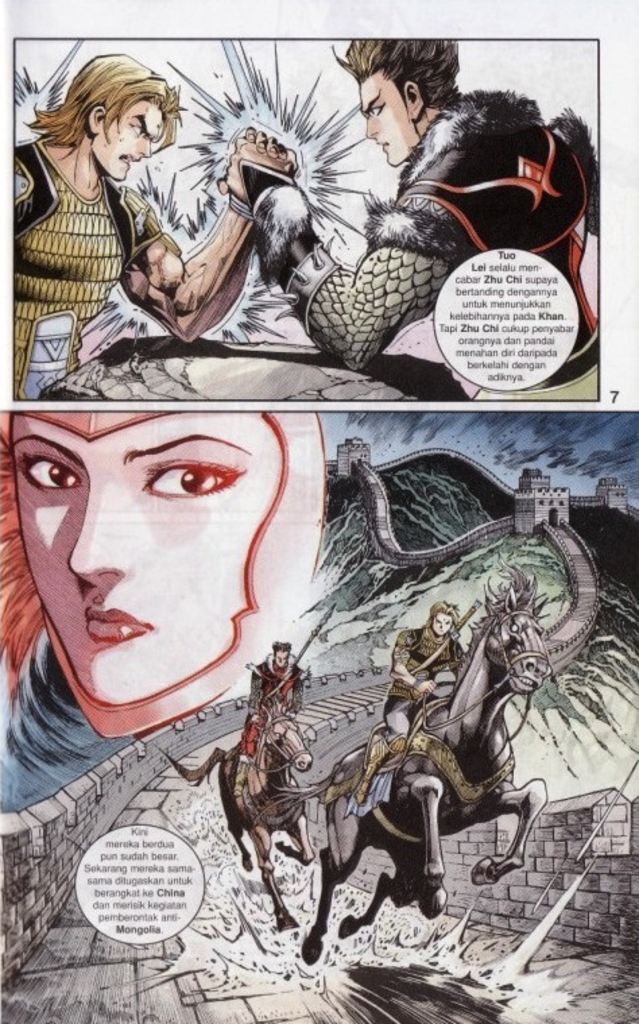 Tuo
Lei selalu men-
cabar Zhu Chi supaya
bertanding dengannya
untuk menunjukkan
kelebihannya pada Khan.
Tapi Zhu Chi cukup penyabar
orangnya dan pandai
menahan diri daripada
berkelahi dengan
adiknya.
7
Kini
mereka berdua
pun sudah besar.
Sekarang mereka sama-
sama ditugaskan untuk
berangkat ke China
dan merisik kegiatan
pemberontak anti-
Mongolia.